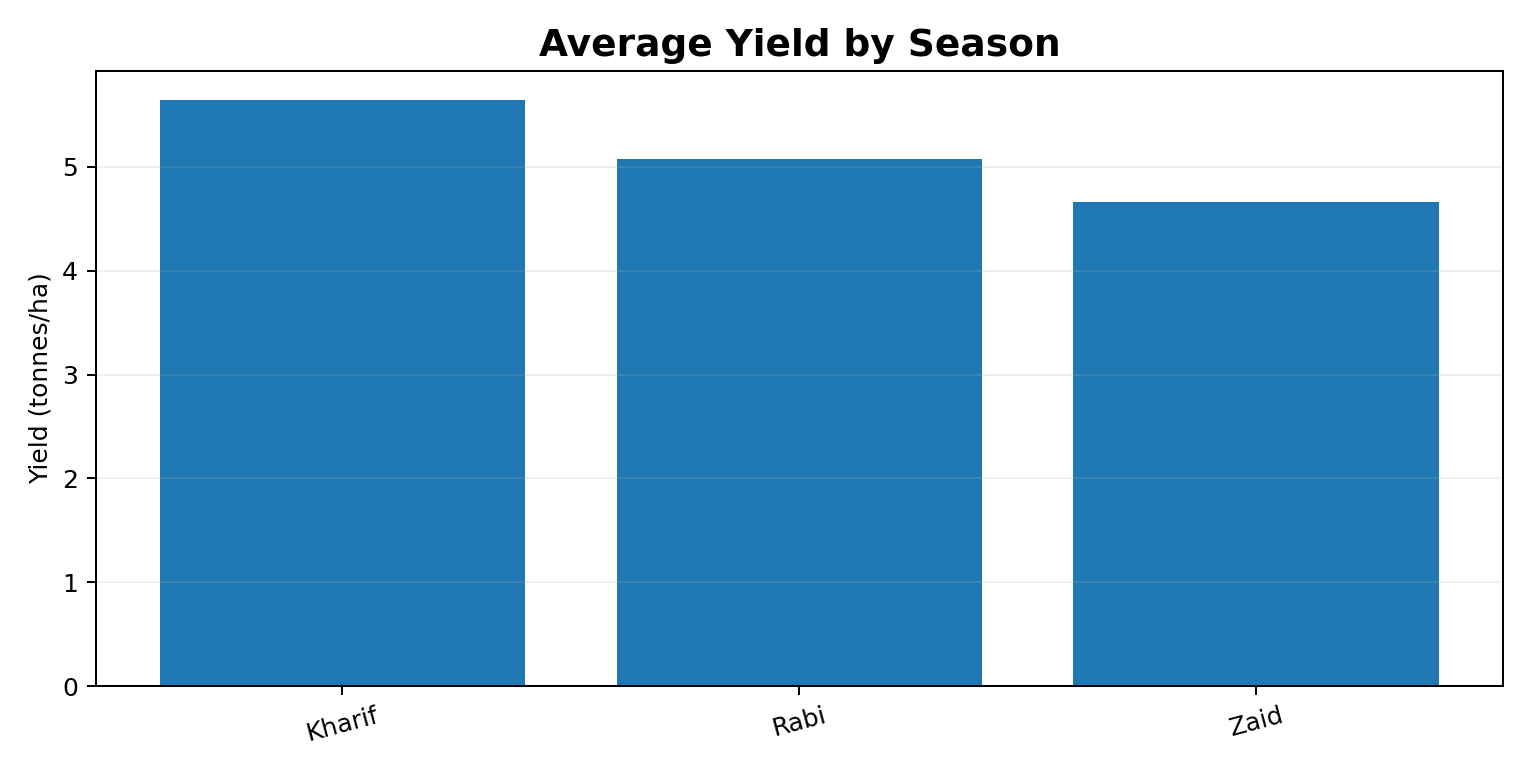 Average Yield by Season
Yield (tonnes/ha)
5
4
3
2
1
0
Kharif
Rabi
Zaid